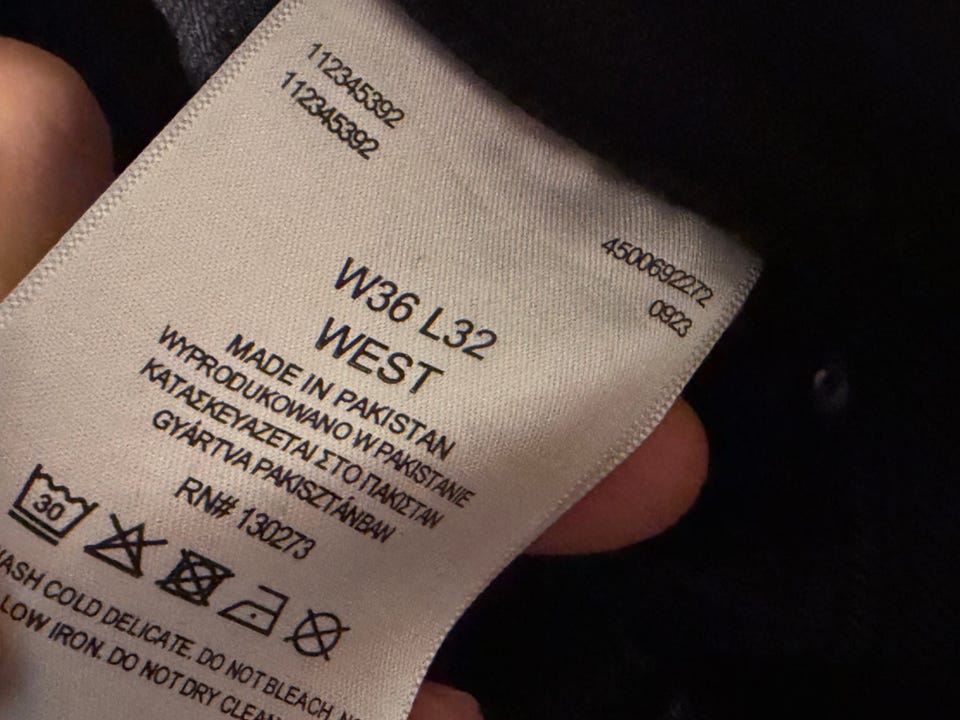 112345392
112345392
4500692272
0923
W36 L32
WEST
MADE IN PAKISTAN
WYPRODUKOWANO W PAKISTANIE
ΚΑΤΑΣΚΕΥΑΖΕΤΑΙ ΣΤΟ ΠΑΚΙΣΤΑΝ
GYÁRTVA PAKISZTÁNBAN
RN# 130273
30
WASH COLD DELICATE. DO NOT BLEACH.
LOW IRON. DO NOT DRY CLEAN